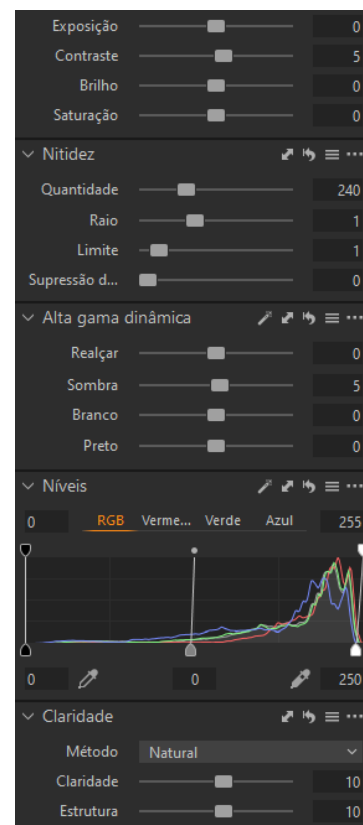 Exposição 0
Contraste 5
Brilho 0
Saturação 0
Nitidez
Quantidade 240
Raio 1
Limite 1
Supressão d... 0
Alta gama dinâmica
Realçar 0
Sombra 5
Branco 0
Preto 0
Níveis
0 RGB Verme... Verde Azul 255
0 0 250
Claridade
Método Natural
Claridade 10
Estrutura 10